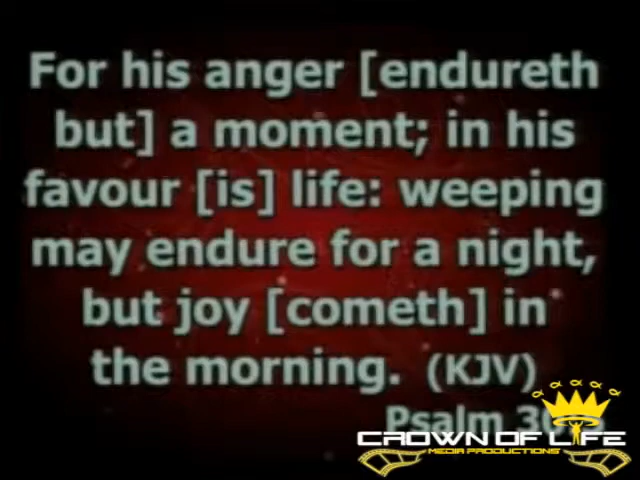 For his anger [endureth
but] a moment; in his
favour [is] life: weeping
may endure for a night,
but joy [cometh] in
the morning. (KJV)
Psalm
CROWN OF LIFE
MEDIA PRODUCTIONS